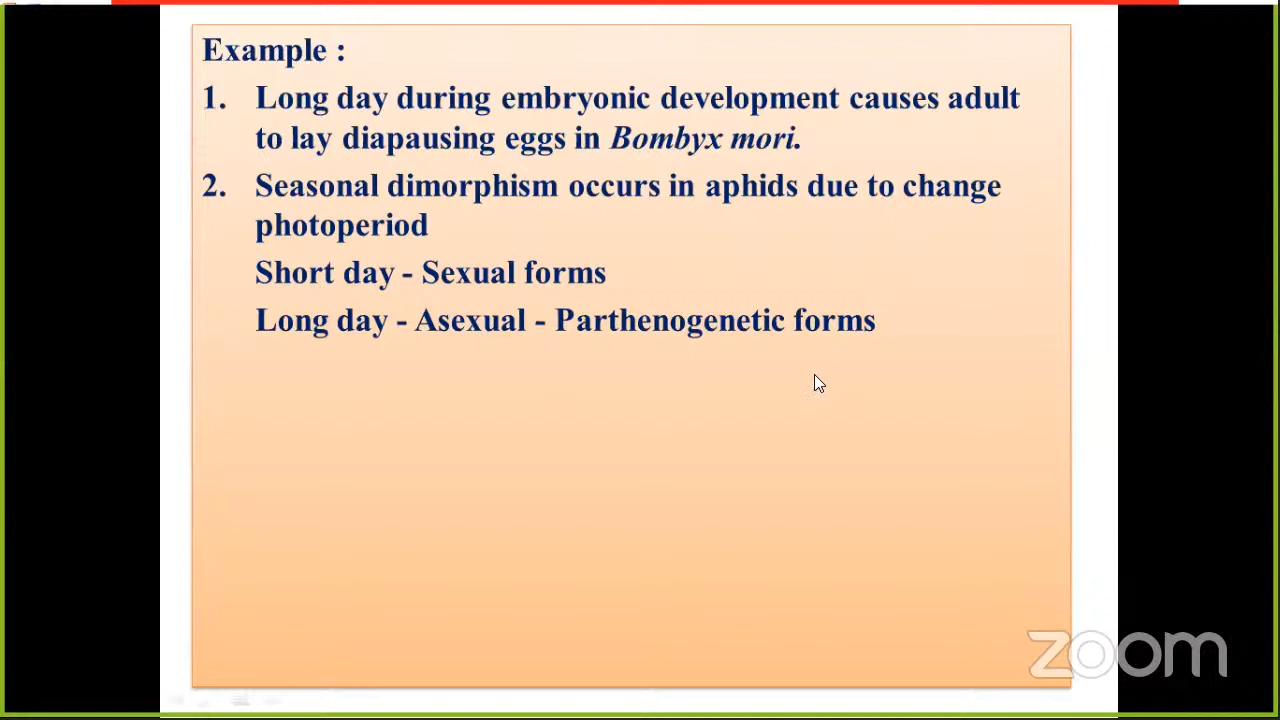 Example :
1. Long day during embryonic development causes adult
to lay diapausing eggs in Bombyx mori.
2. Seasonal dimorphism occurs in aphids due to change
photoperiod
Short day - Sexual forms
Long day - Asexual - Parthenogenetic forms
zoom